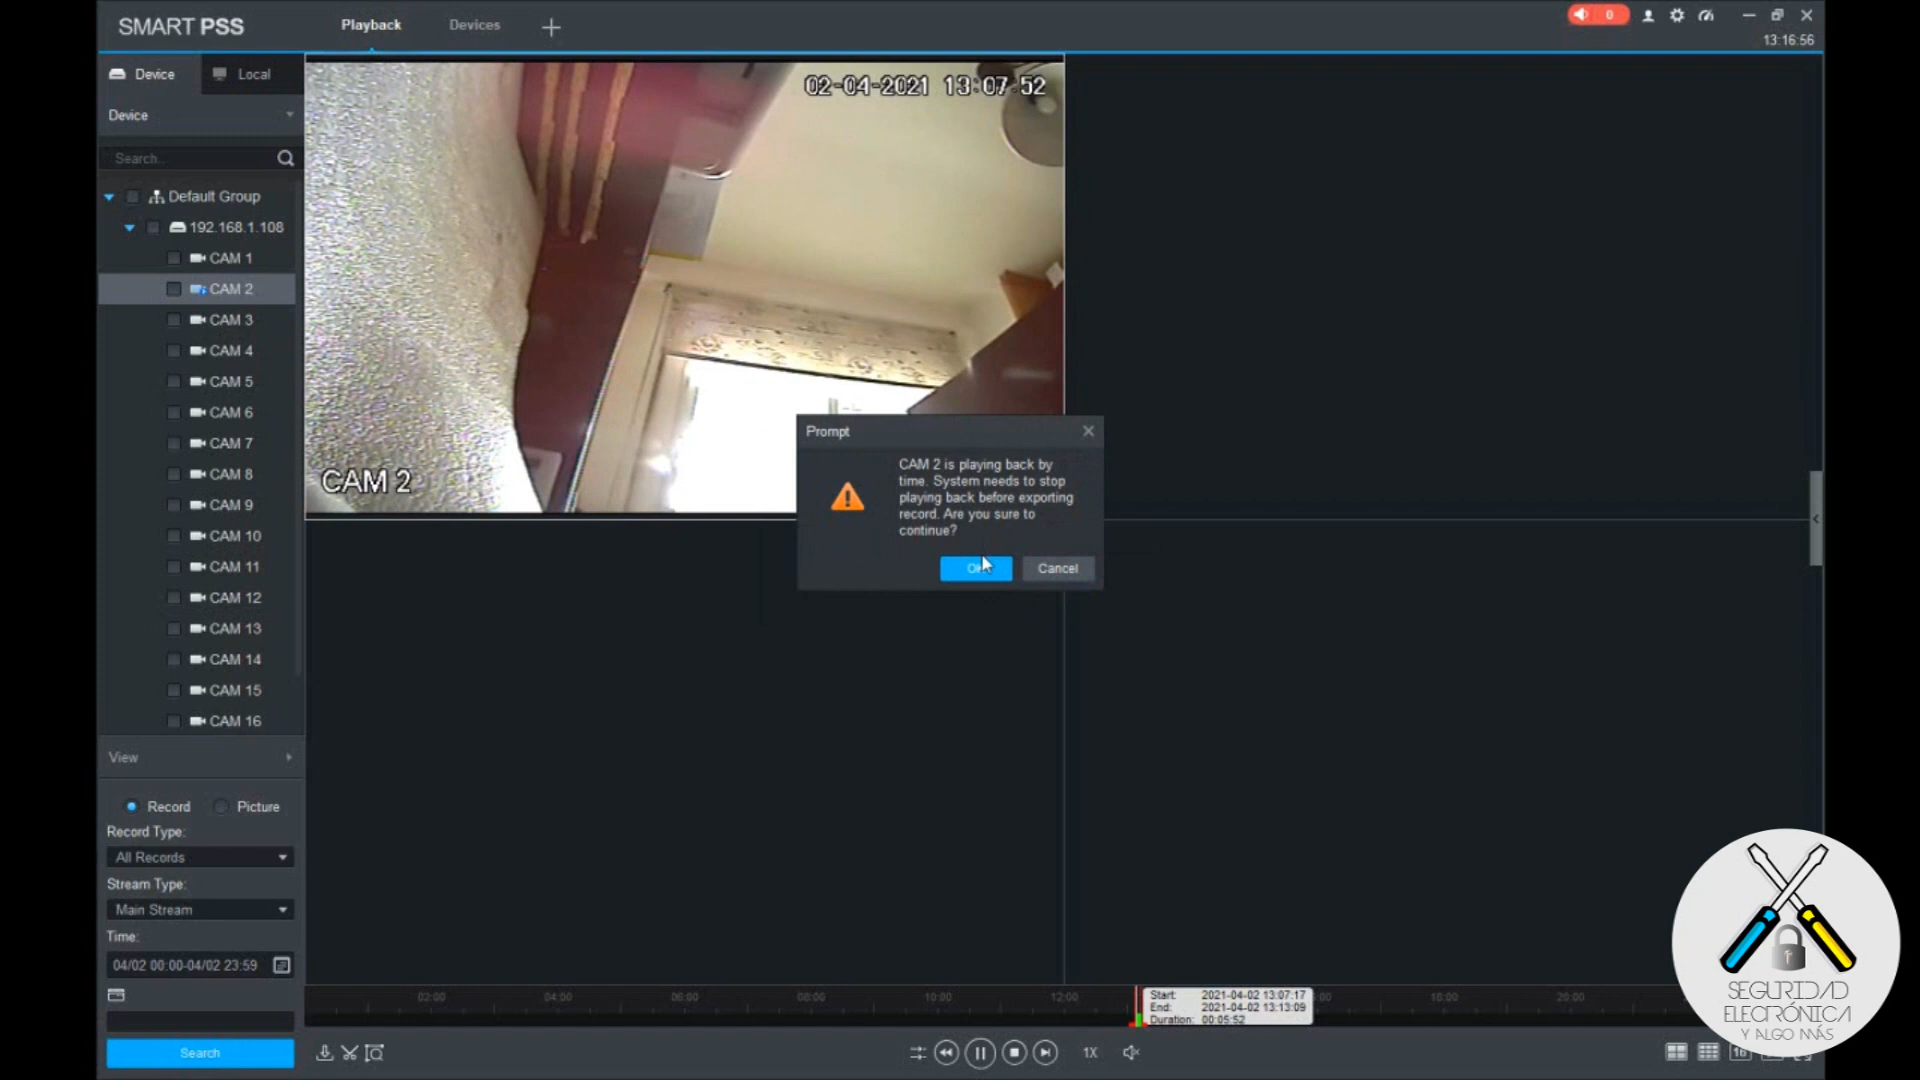 SMART PSS
Playback
Devices
0
13:16:56
Device
Local
Device
Search..
Default Group
192.168.1.108
CAM 1
CAM 2
CAM 3
CAM 4
CAM 5
CAM 6
CAM 7
CAM 8
CAM 9
CAM 10
CAM 11
CAM 12
CAM 13
CAM 14
CAM 15
CAM 16
View
Record
Picture
Record Type:
All Records
Stream Type:
Main Stream
Time:
04/02 00:00-04/02 23:59
Search
02-04-2021 13:07:52
CAM 2
Prompt
CAM 2 is playing back by
time. System needs to stop
playing back before exporting
record. Are you sure to
continue?
Cancel
02:00
04:00
06:00
08:00
10:00
12:00
18:00
20:00
Start: 2021-04-02 13:07:17
End: 2021-04-02 13:13:09
Duration: 00:05:52
1X
16
SEGURIDAD
ELECTRÓNICA
Y ALGO MÁS